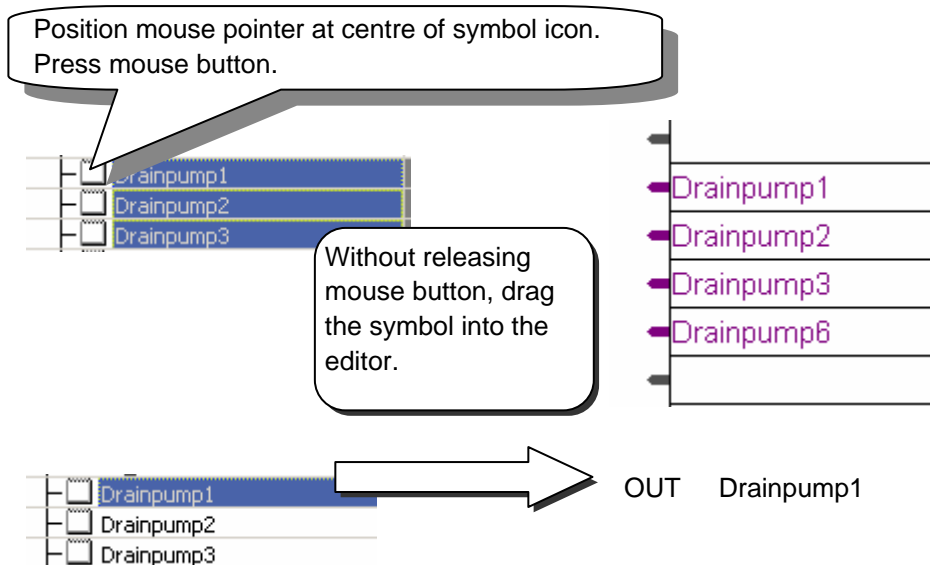 Position mouse pointer at centre of symbol icon.
Press mouse button.
Drainpump1
Drainpump2
Drainpump3
Without releasing
mouse button, drag
the symbol into the
editor.
Drainpump1
Drainpump2
Drainpump3
Drainpump6
Drainpump1
Drainpump2
Drainpump3
OUT Drainpump1